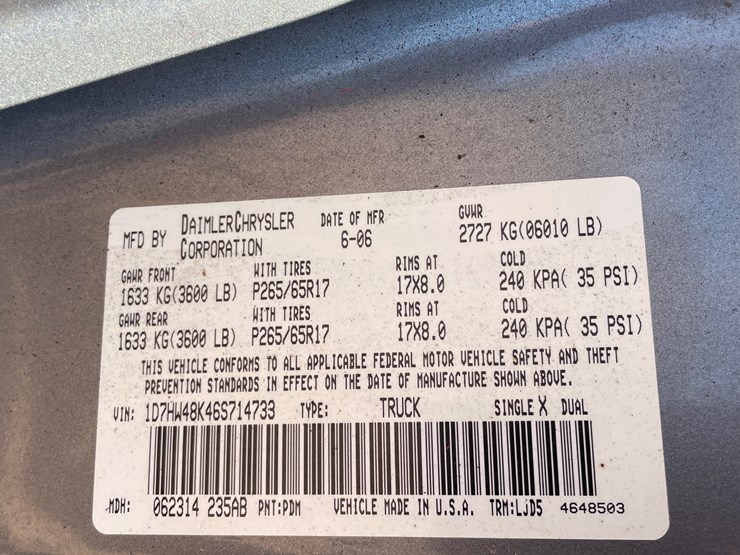 MFD BY DAIMLERCHRYSLER CORPORATION DATE OF MFR 6-06 GVWR 2727 KG(06010 LB)
GAWR FRONT WITH TIRES RIMS AT COLD
1633 KG(3600 LB) P265/65R17 17X8.0 240 KPA( 35 PSI)
GAWR REAR WITH TIRES RIMS AT COLD
1633 KG(3600 LB) P265/65R17 17X8.0 240 KPA( 35 PSI)
THIS VEHICLE CONFORMS TO ALL APPLICABLE FEDERAL MOTOR VEHICLE SAFETY AND THEFT
PREVENTION STANDARDS IN EFFECT ON THE DATE OF MANUFACTURE SHOWN ABOVE.
VIN: 1D7HW48K46S714733 TYPE: TRUCK SINGLE X DUAL
MDH: 062314 235AB PNT:PDM VEHICLE MADE IN U.S.A. TRM:LJD5 4648503